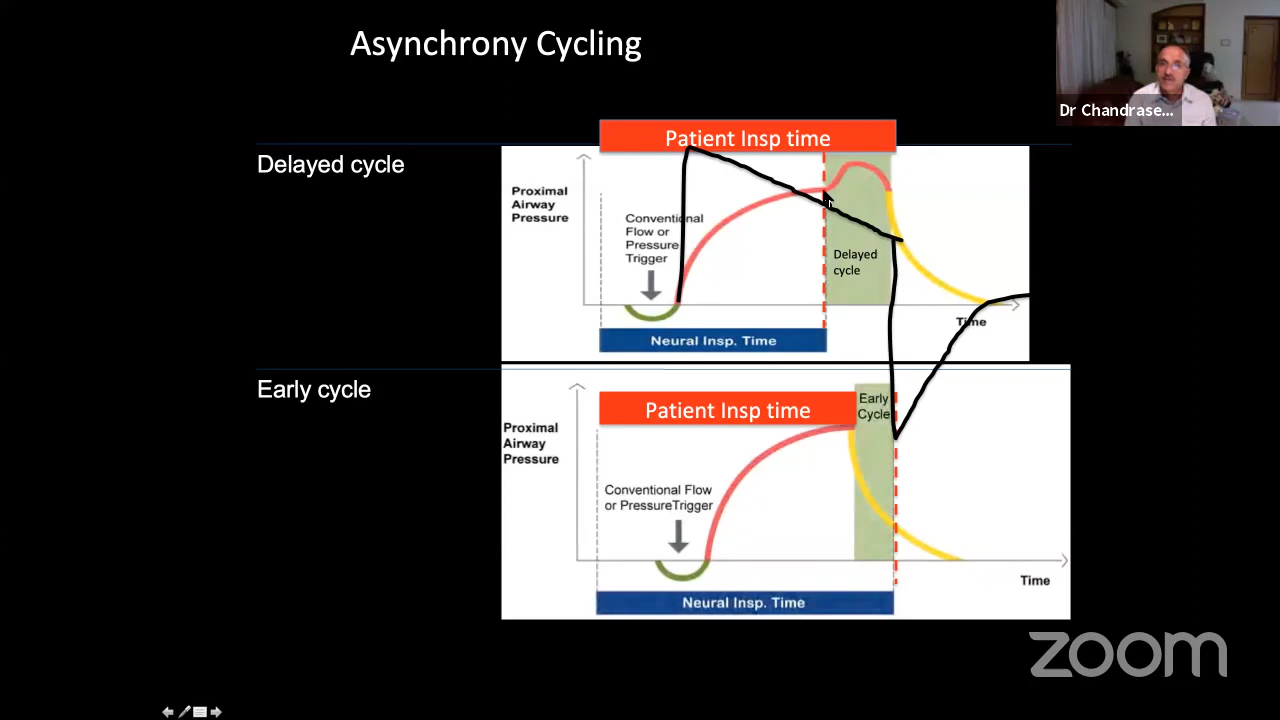 Asynchrony Cycling
Dr Chandrase...
Patient Insp time
Delayed cycle
Proximal
Airway
Pressure
Conventional
Flow or
Pressure
Trigger
Delayed
cycle
Time
Neural Insp. Time
Early cycle
Patient Insp time
Early
Cycle
Proximal
Airway
Pressure
Conventional Flow
or PressureTrigger
Time
Neural Insp. Time
zoom